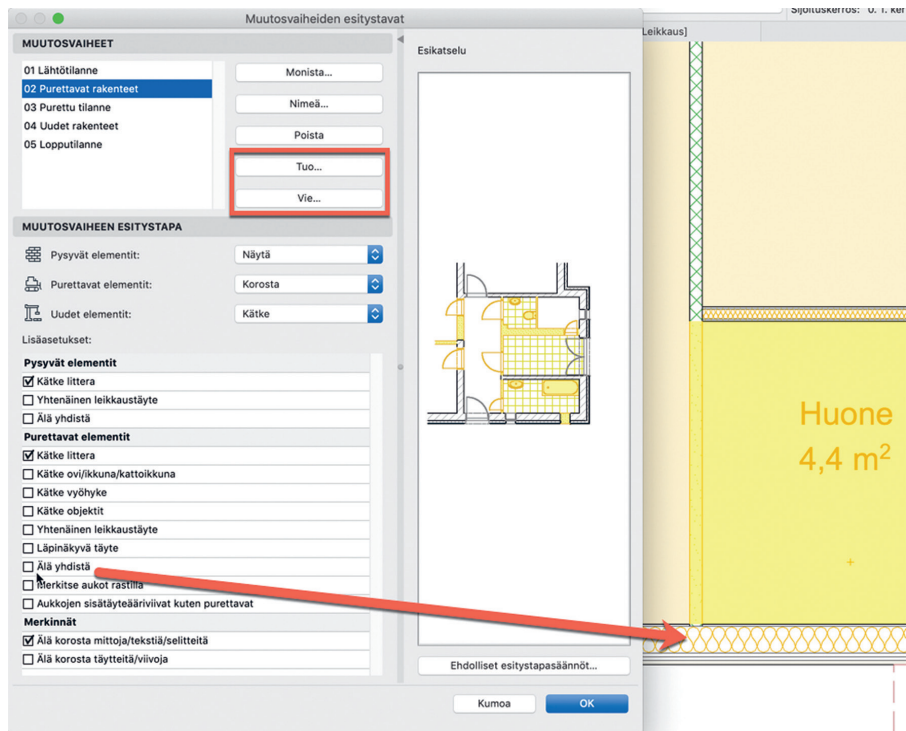 Muutosvaiheiden esitystavat
Sijoituskerros: 0. 1. ker
Leikkaus]
MUUTOSVAIHEET
01 Lähtötilanne
02 Purettavat rakenteet
03 Purettu tilanne
04 Uudet rakenteet
05 Lopputilanne
Monista...
Nimeä...
Poista
Tuo...
Vie...
MUUTOSVAIHEEN ESITYSTAPA
Pysyvät elementit: Näytä
Purettavat elementit: Korosta
Uudet elementit: Kätke
Lisäasetukset:
Pysyvät elementit
Kätke littera
Yhtenäinen leikkaustäyte
Älä yhdistä
Purettavat elementit
Kätke littera
Kätke ovi/ikkuna/kattoikkuna
Kätke vyöhyke
Kätke objektit
Yhtenäinen leikkaustäyte
Läpinäkyvä täyte
Älä yhdistä
Merkitse aukot rastilla
Aukkojen sisätäyteääriviivat kuten purettavat
Merkinnät
Älä korosta mittoja/tekstiä/selitteitä
Älä korosta täytteitä/viivoja
Esikatselu
Ehdolliset esitystapasäännöt...
Kumoa
OK
Huone
4,4 m²